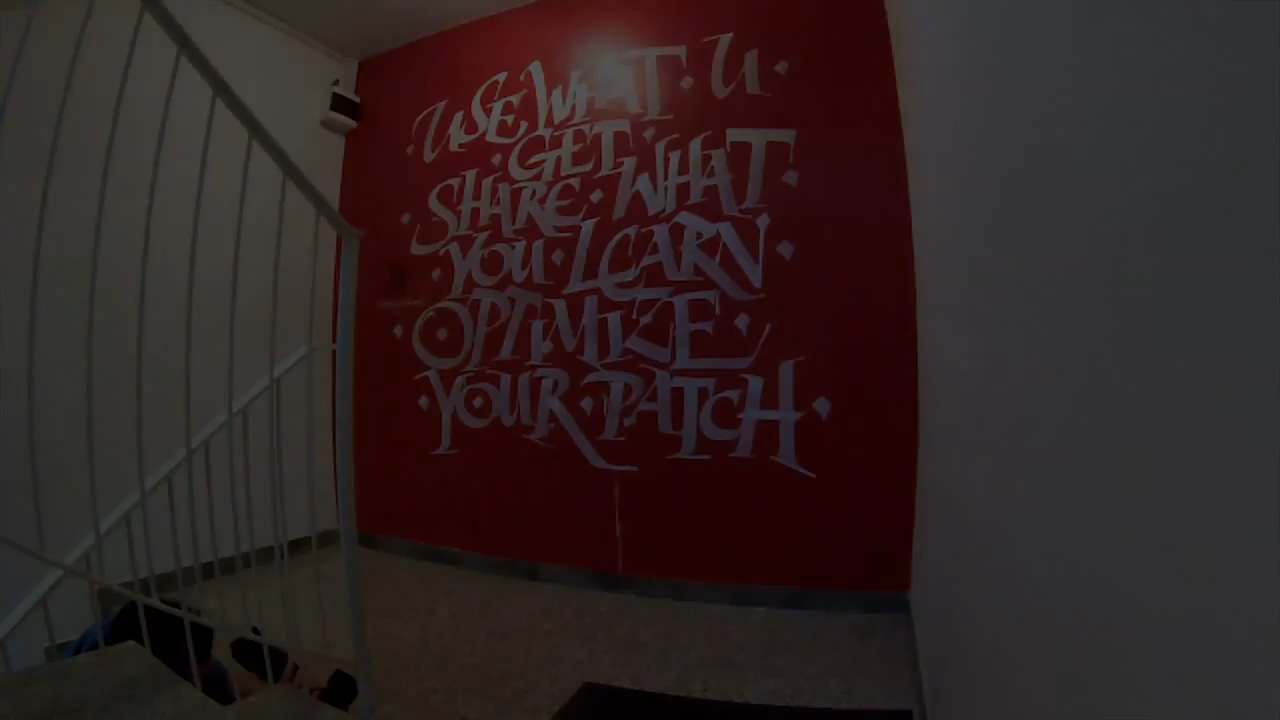 ·USE WHAT·U·
·GET·
·SHARE·WHAT·
·YOU·LEARN·
·OPTIMIZE·
·YOUR·PATCH·